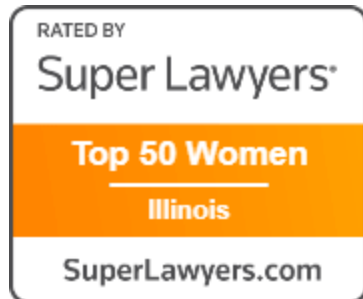 RATED BY
Super Lawyers®
Top 50 Women
Illinois
SuperLawyers.com